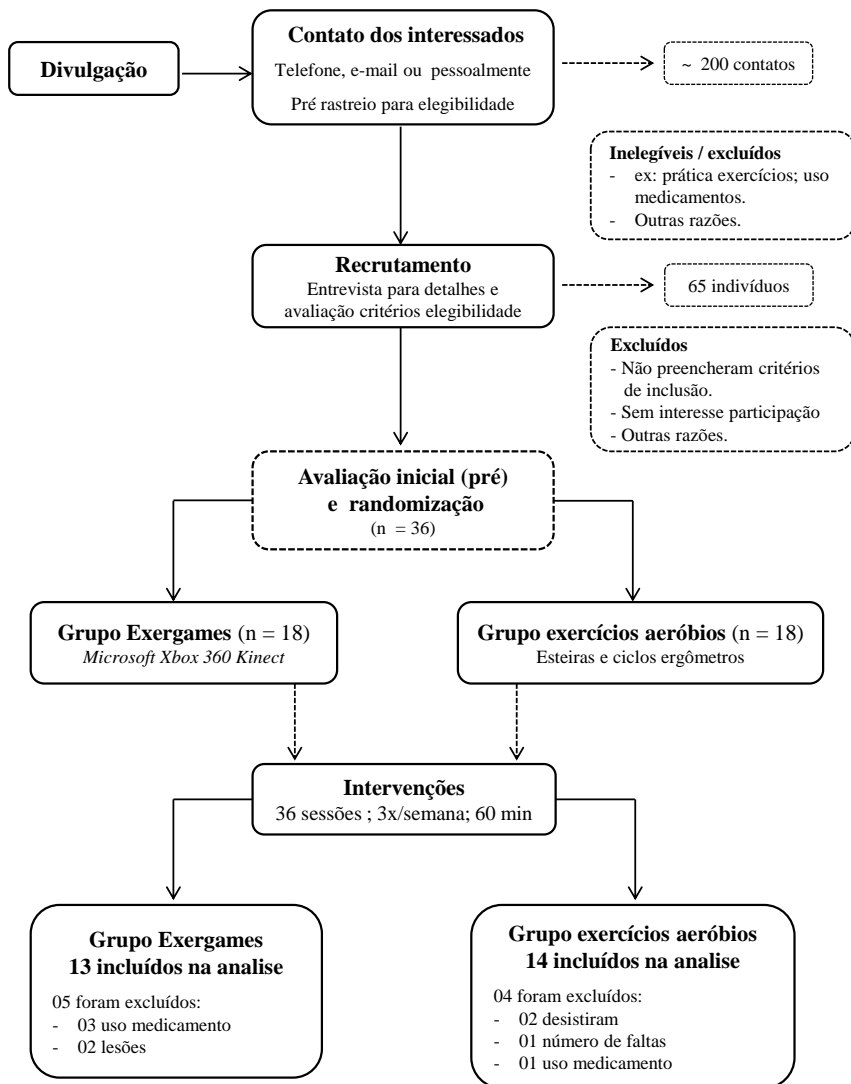 Divulgação
Contato dos interessados
Telefone, e-mail ou pessoalmente
Pré rastreio para elegibilidade
~ 200 contatos
Inelegíveis / excluídos
- ex: prática exercícios; uso
medicamentos.
- Outras razões.
Recrutamento
Entrevista para detalhes e
avaliação critérios elegibilidade
65 indivíduos
Excluídos
- Não preencheram critérios
de inclusão.
- Sem interesse participação
- Outras razões.
Avaliação inicial (pré)
e randomização
(n = 36)
Grupo Exergames (n = 18)
Microsoft Xbox 360 Kinect
Grupo exercícios aeróbios (n = 18)
Esteiras e ciclos ergômetros
Intervenções
36 sessões ; 3x/semana; 60 min
Grupo Exergames
13 incluídos na analise
05 foram excluídos:
- 03 uso medicamento
- 02 lesões
Grupo exercícios aeróbios
14 incluídos na analise
04 foram excluídos:
- 02 desistiram
- 01 número de faltas
- 01 uso medicamento